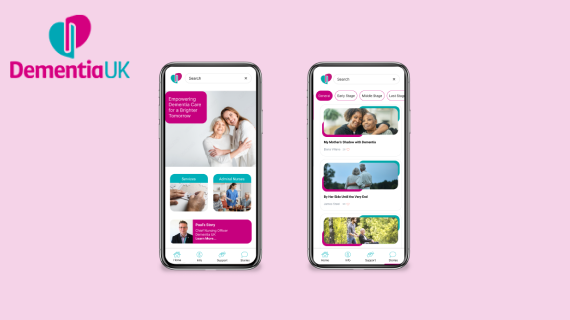 DementiaUK
Search
×
Empowering
Dementia Care
for a Brighter
Tomorrow
Services
Admiral Nurses
Paul's Story
Chief Nursing Officer
Dementia UK
Learn More...
Home
Info
Support
Stories
Search
×
General
Early Stage
Middle Stage
Late Stage
My Mother's Shadow with Dementia
By Her Side Until the Very End
Home
Info
Support
Stories